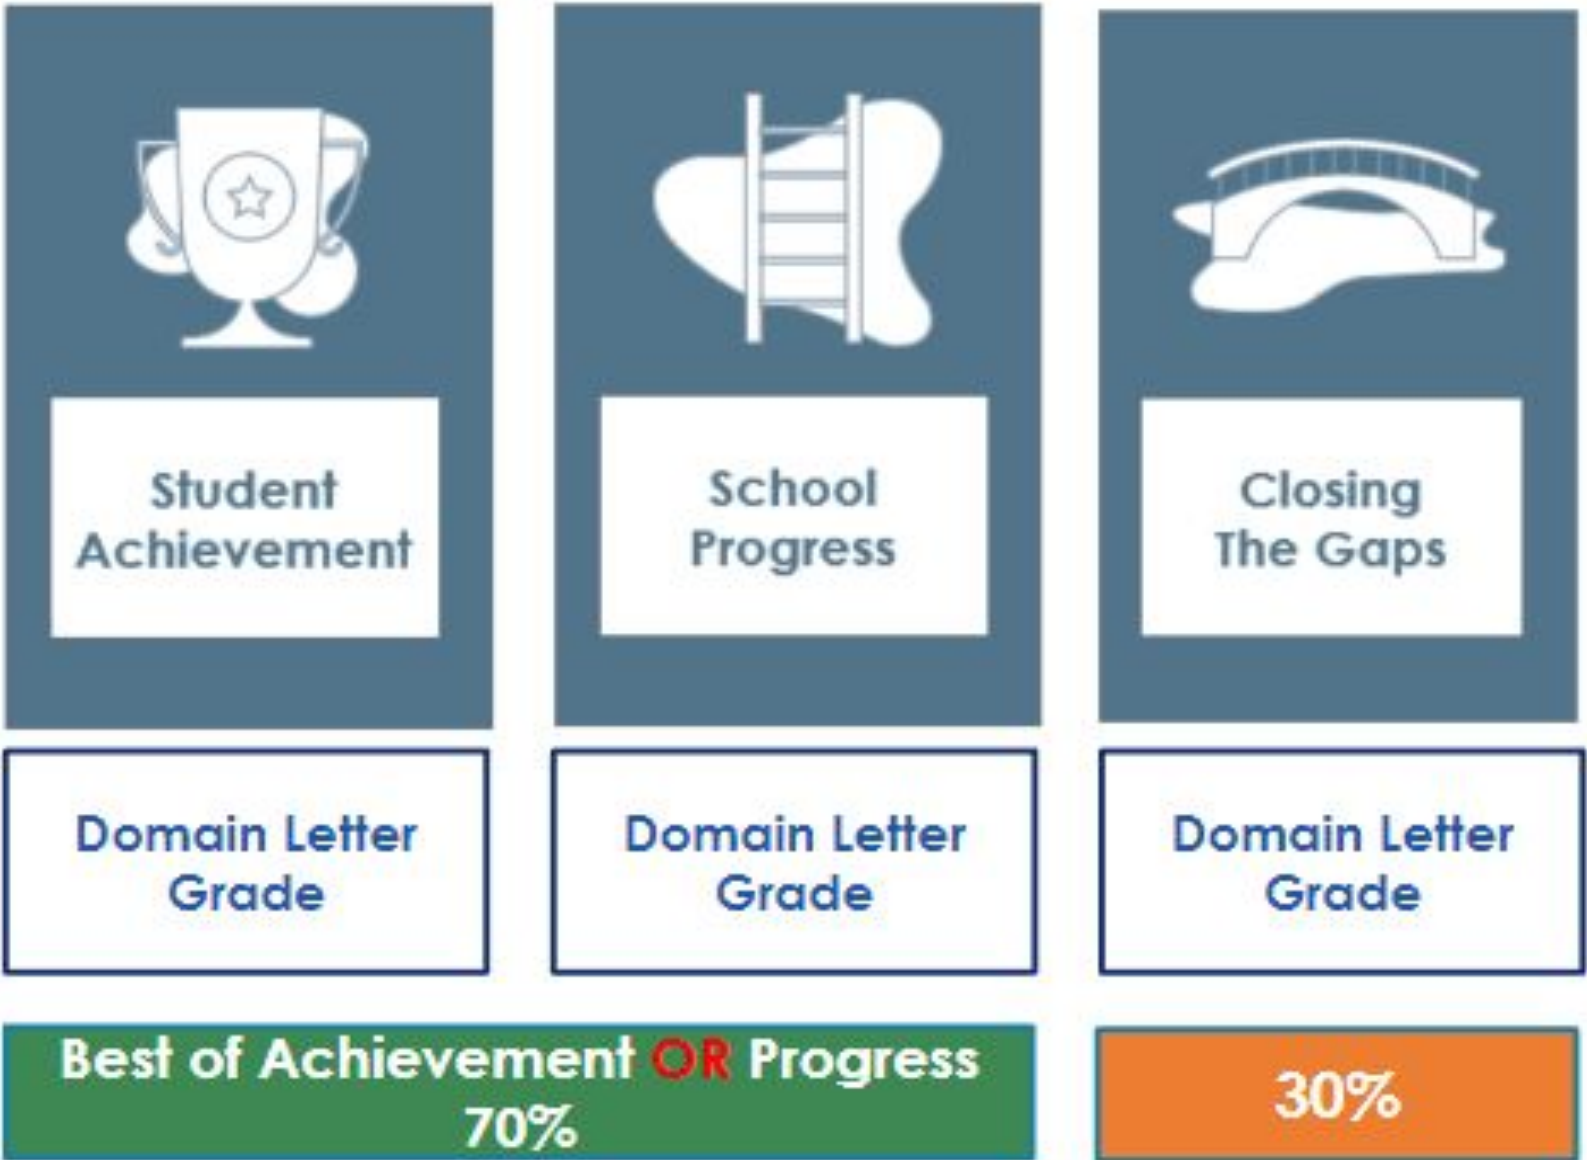 Student
Achievement
School
Progress
Closing
The Gaps
Domain Letter
Grade
Domain Letter
Grade
Domain Letter
Grade
Best of Achievement OR Progress
70%
30%